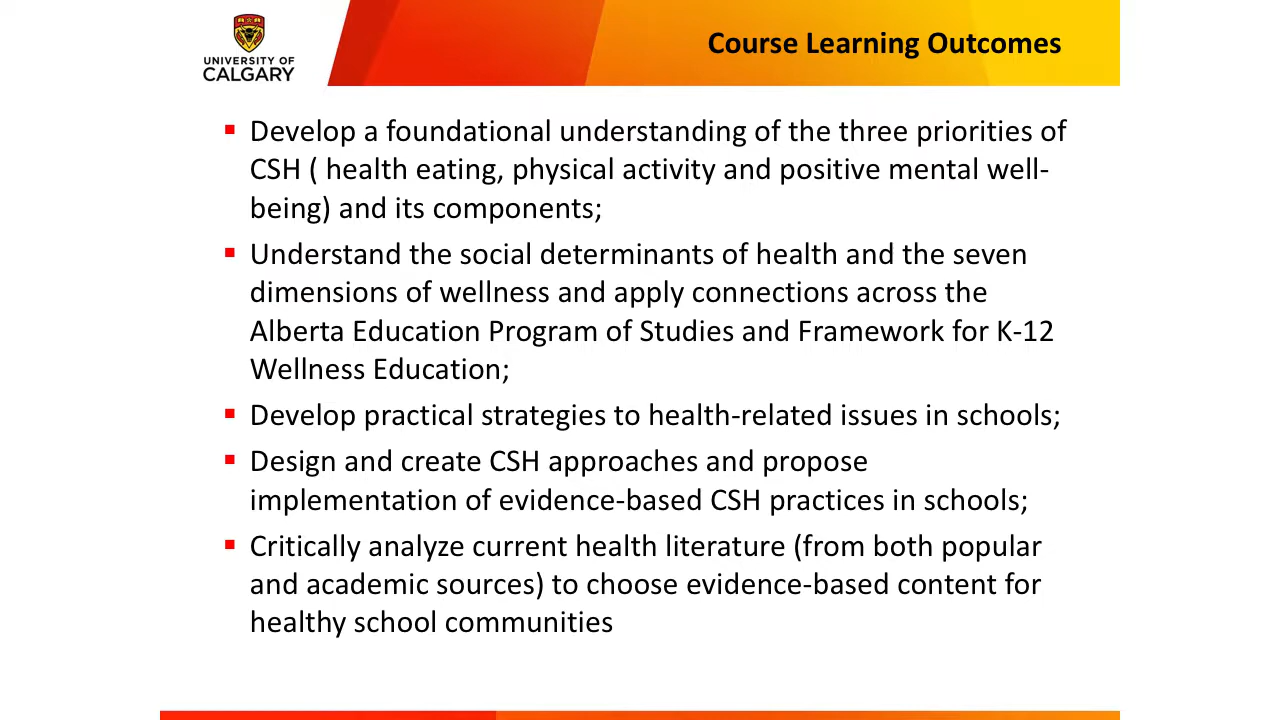 UNIVERSITY OF
CALGARY
Course Learning Outcomes
▪ Develop a foundational understanding of the three priorities of
CSH ( health eating, physical activity and positive mental well-
being) and its components;
▪ Understand the social determinants of health and the seven
dimensions of wellness and apply connections across the
Alberta Education Program of Studies and Framework for K-12
Wellness Education;
▪ Develop practical strategies to health-related issues in schools;
▪ Design and create CSH approaches and propose
implementation of evidence-based CSH practices in schools;
▪ Critically analyze current health literature (from both popular
and academic sources) to choose evidence-based content for
healthy school communities